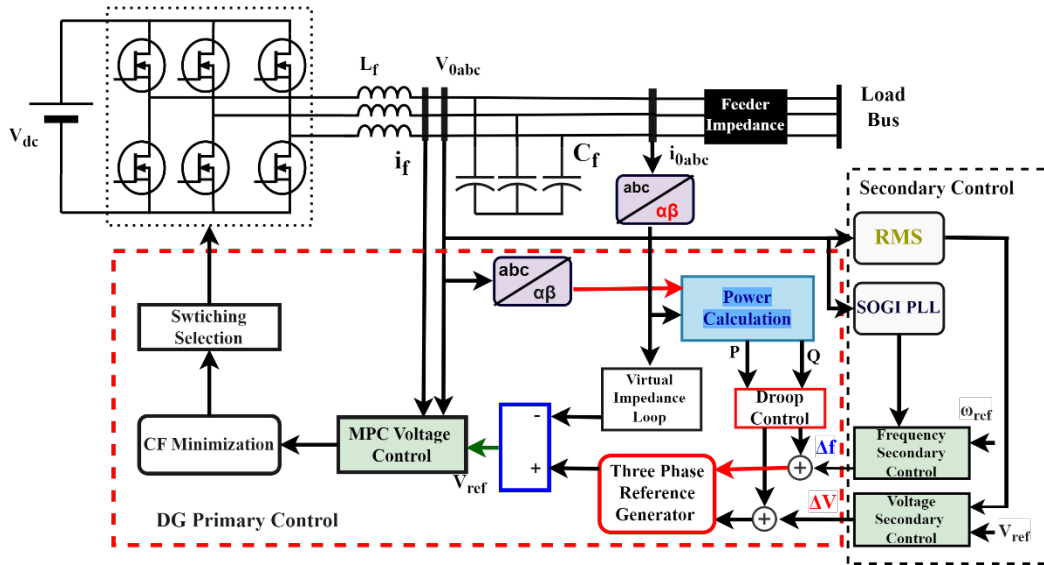 V0abc
Lf
Vdc
if
Cf
i0abc
Feeder
Impedance
Load
Bus
abc
αβ
Secondary Control
RMS
SOGI PLL
abc
αβ
Power
Calculation
P
Q
Swtiching
Selection
Virtual
Impedance
Loop
Droop
Control
ωref
CF Minimization
MPC Voltage
Control
Vref
-
+
Three Phase
Reference
Generator
Δf
+
Frequency
Secondary
Control
ΔV
+
Voltage
Secondary
Control
Vref
DG Primary Control